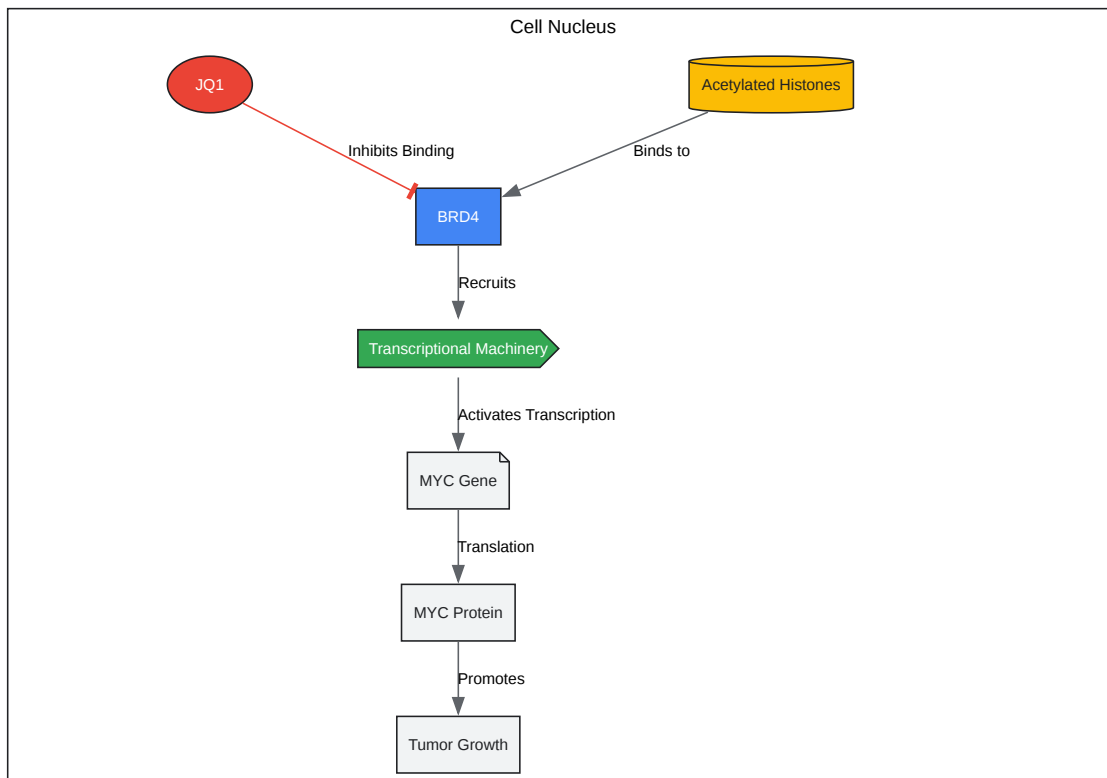 Cell Nucleus
JQ1
Acetylated Histones
Inhibits Binding
Binds to
BRD4
Recruits
Transcriptional Machinery
Activates Transcription
MYC Gene
Translation
MYC Protein
Promotes
Tumor Growth